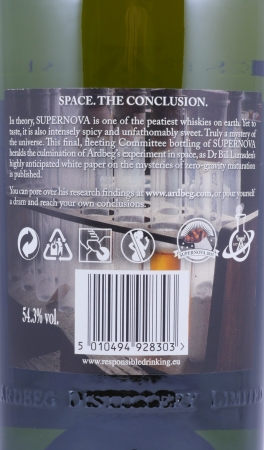 SPACE. THE CONCLUSION.
In theory, SUPERNOVA is one of the peatiest whiskies on earth. Yet to
taste, it is also intensely spicy and unfathomably sweet. Truly a mystery of
the universe. This final, fleeting Committee bottling of SUPERNOVA
heralds the culmination of Ardbeg's experiment in space, as Dr Bill Lumsden's
highly anticipated white paper on the mysteries of zero-gravity maturation
is published.
You can pore over his research findings at www.ardbeg.com, or pour yourself
a dram and reach your own conclusions.
SUPERNOVA
54.3% vol.
5 010494 928303 >
www.responsibledrinking.eu
ARDBEG DISTILLERY LIMITED